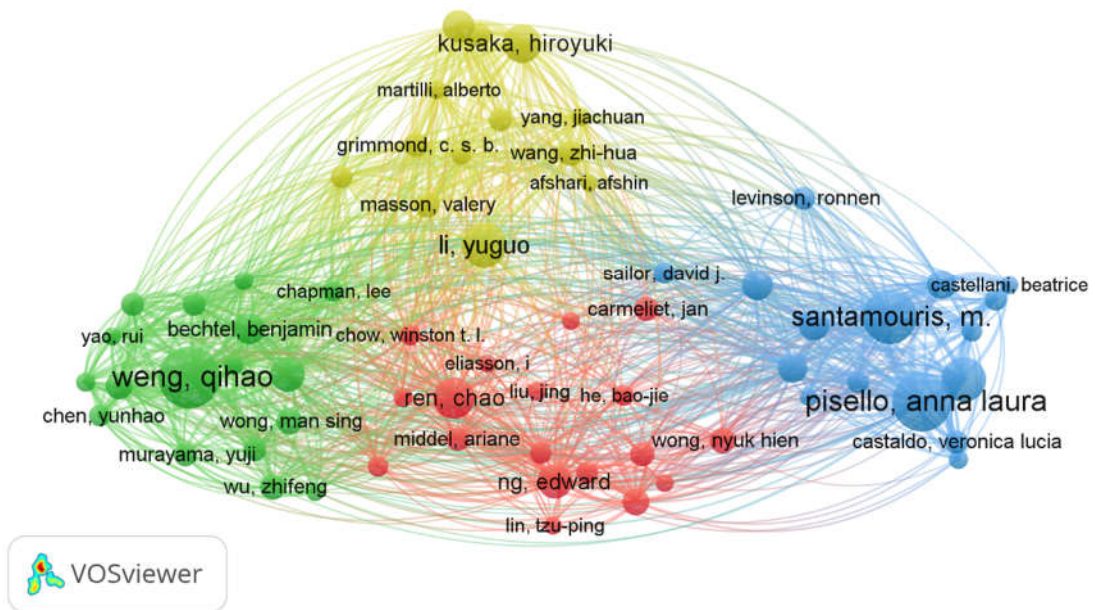 kusaka, hiroyuki
martilli, alberto
yang, jiachuan
grimmond, c. s. b.
wang, zhi-hua
afshari, afshin
masson, valery
levinson, ronnen
li, yuguo
sailor, david j.
castellani, beatrice
chapman, lee
carmeliet, jan
santamouris, m.
yao, rui
bechtel, benjamin
chow, winston t. l.
eliasson, i
weng, qihao
ren, chao
liu, jing
he, bao-jie
pisello, anna laura
chen, yunhao
wong, man sing
middel, ariane
wong, nyuk hien
castaldo, veronica lucia
murayama, yuji
wu, zhifeng
ng, edward
lin, tzu-ping
VOSviewer